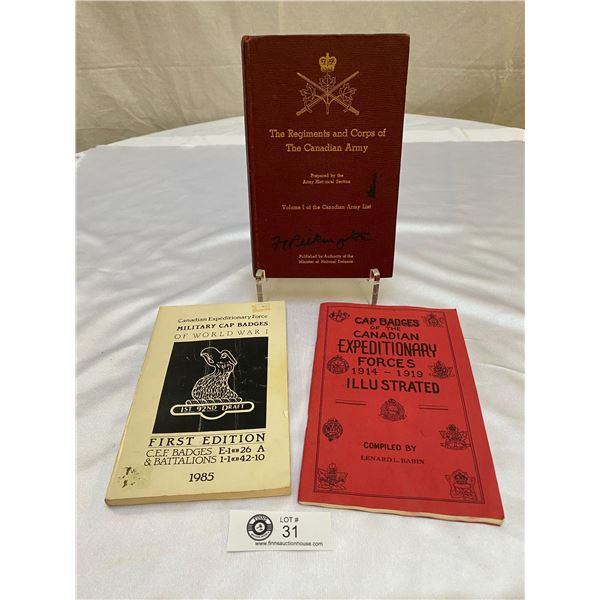 The Regiments and Corps of
The Canadian Army
Prepared by the
Army Historical Section
Volume I of the Canadian Army List
Published by Authority of the
Minister of National Defence
Canadian Expeditionary Force
MILITARY CAP BADGES
OF WORLD WAR I
1ST 92ND DRAFT
FIRST EDITION
C.E.F. BADGES E-1 26 A
& BATTALIONS 1-1 42-10
1985
CAP BADGES
OF THE
CANADIAN
EXPEDITIONARY
FORCES
1914 - 1919
ILLUSTRATED
COMPILED BY
LENARD L. BABIN
LOT #
31
www.finnsauctionhouse.com